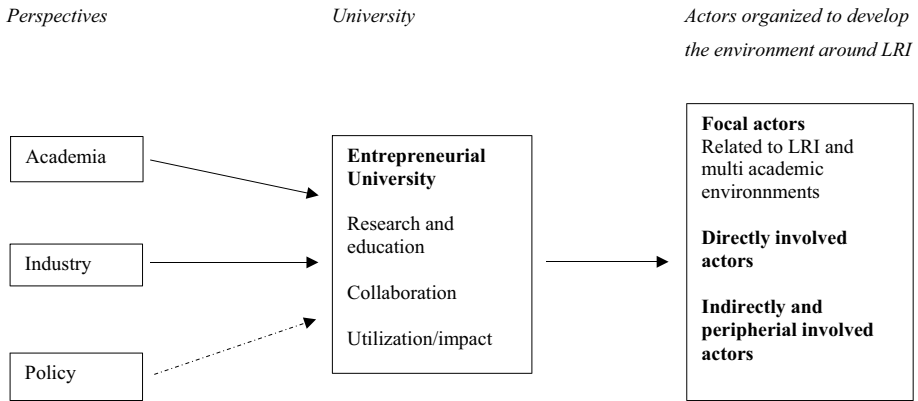 Perspectives
University
Actors organized to develop
the environment around LRI
Academia
Industry
Policy
Entrepreneurial
University
Research and
education
Collaboration
Utilization/impact
Focal actors
Related to LRI and
multi academic
environnments
Directly involved
actors
Indirectly and
peripherial involved
actors